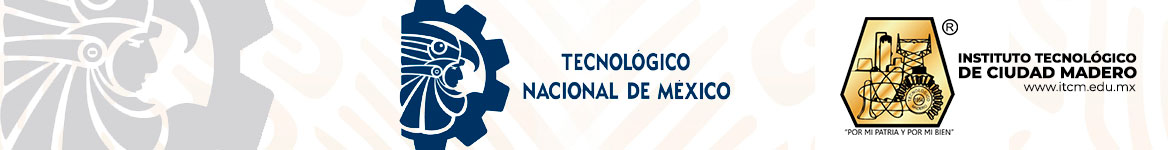 TECNOLÓGICO
NACIONAL DE MÉXICO
®
INSTITUTO TECNOLÓGICO
DE CIUDAD MADERO
www.itcm.edu.mx
"POR MI PATRIA Y POR MI BIEN"